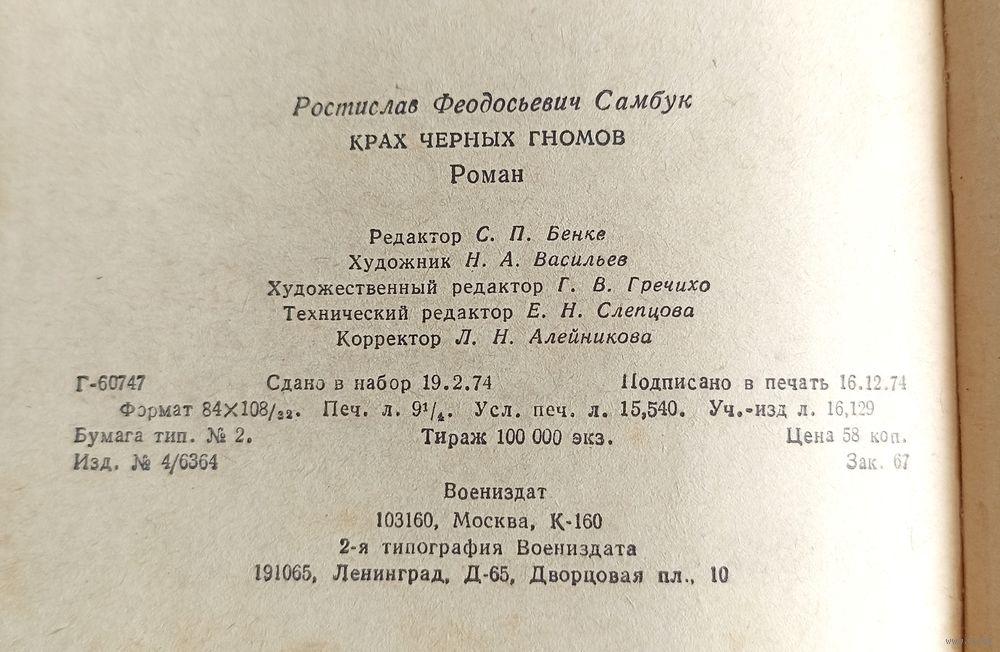 Ростислав Феодосьевич Самбук
КРАХ ЧЕРНЫХ ГНОМОВ
Роман
Редактор С. П. Бенке
Художник Н. А. Васильев
Художественный редактор Г. В. Гречихо
Технический редактор Е. Н. Слепцова
Корректор Л. Н. Алейникова
Г-60747 Сдано в набор 19.2.74 Подписано в печать 16.12.74
Формат 84×108/32. Печ. л. 9¹/₄. Усл. печ. л. 15,540. Уч.-изд л. 16,129
Бумага тип. № 2. Тираж 100 000 экз. Цена 58 коп.
Изд. № 4/6364 Зак. 67
Воениздат
103160, Москва, К-160
2-я типография Воениздата
191065, Ленинград, Д-65, Дворцовая пл., 10